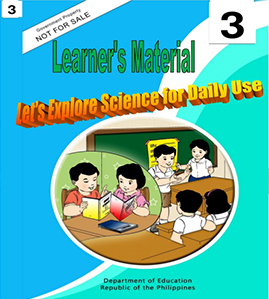 3
Government Property
NOT FOR SALE
3
Learner's Material
Let's Explore Science for Daily Use
Department of Education
Republic of the Philippines